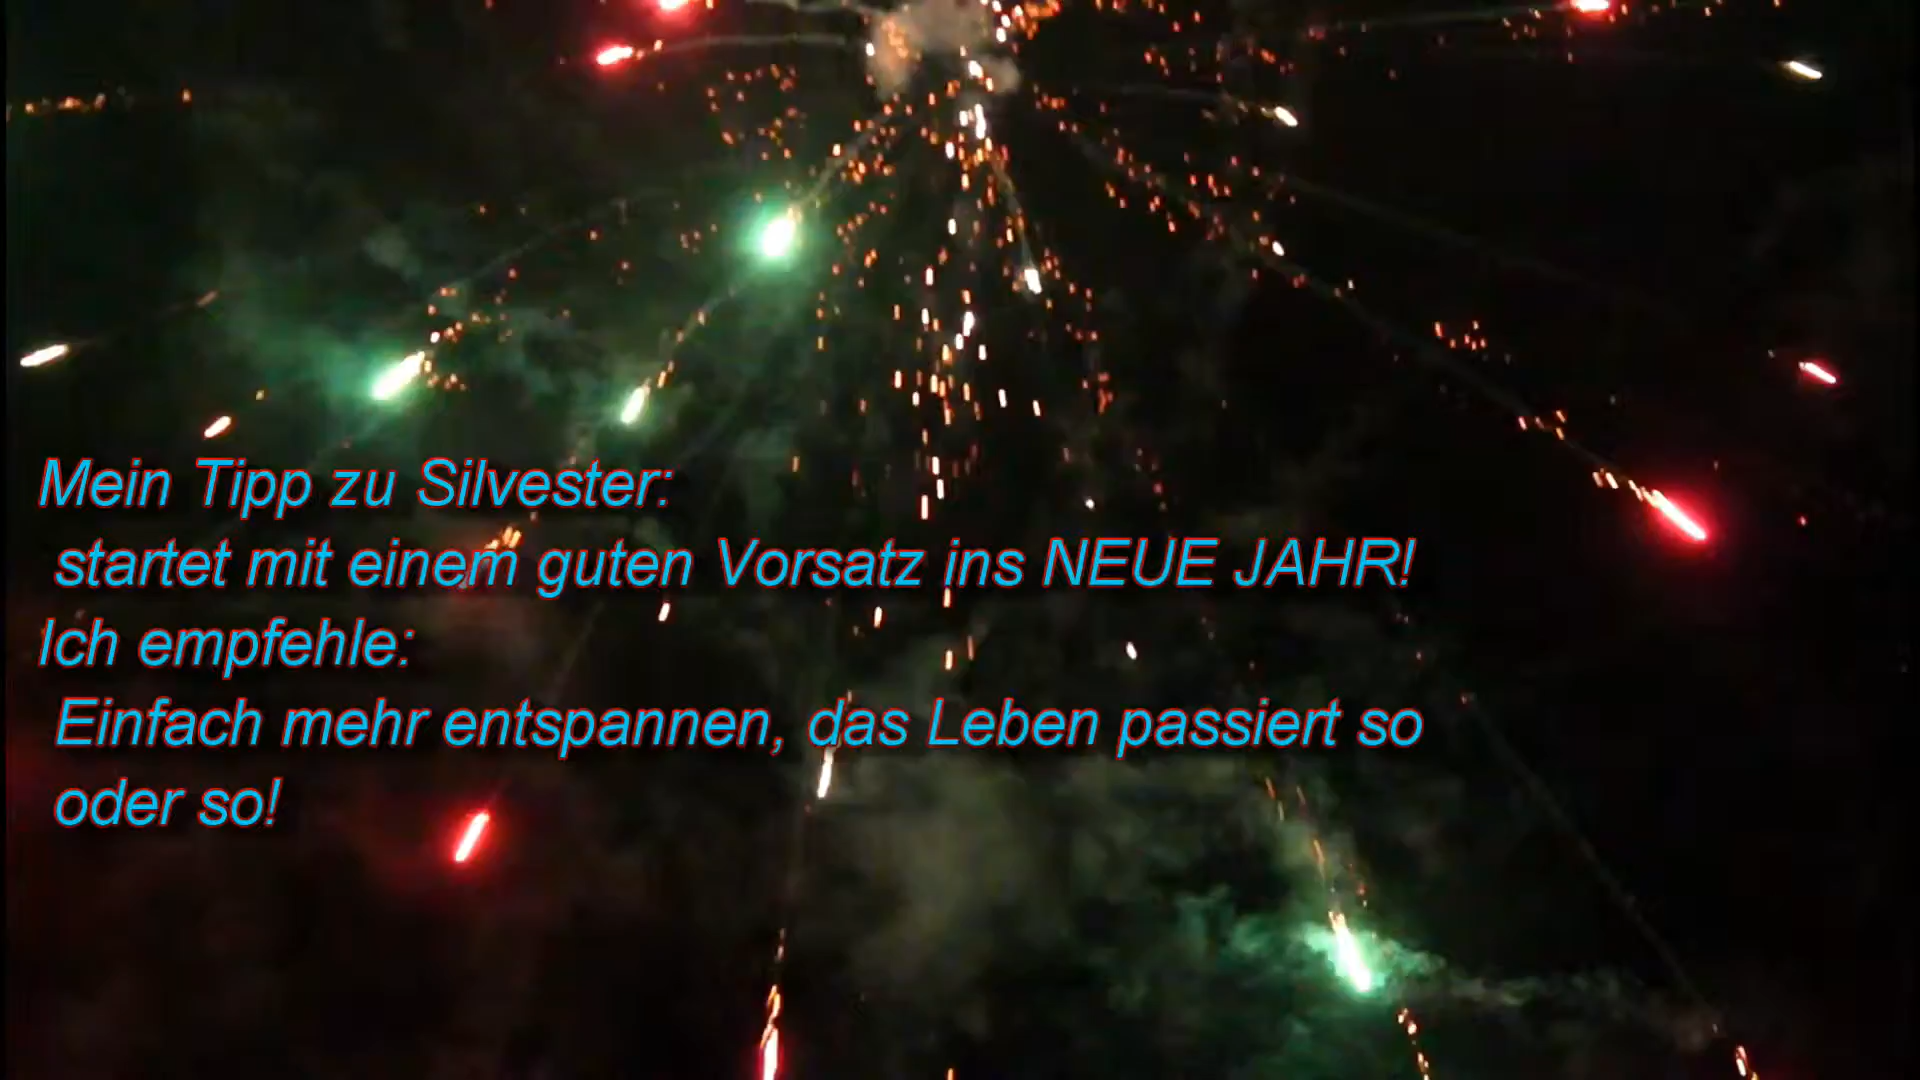 Mein Tipp zu Silvester:
startet mit einem guten Vorsatz ins NEUE JAHR!
Ich empfehle:
Einfach mehr entspannen, das Leben passiert so
oder so!